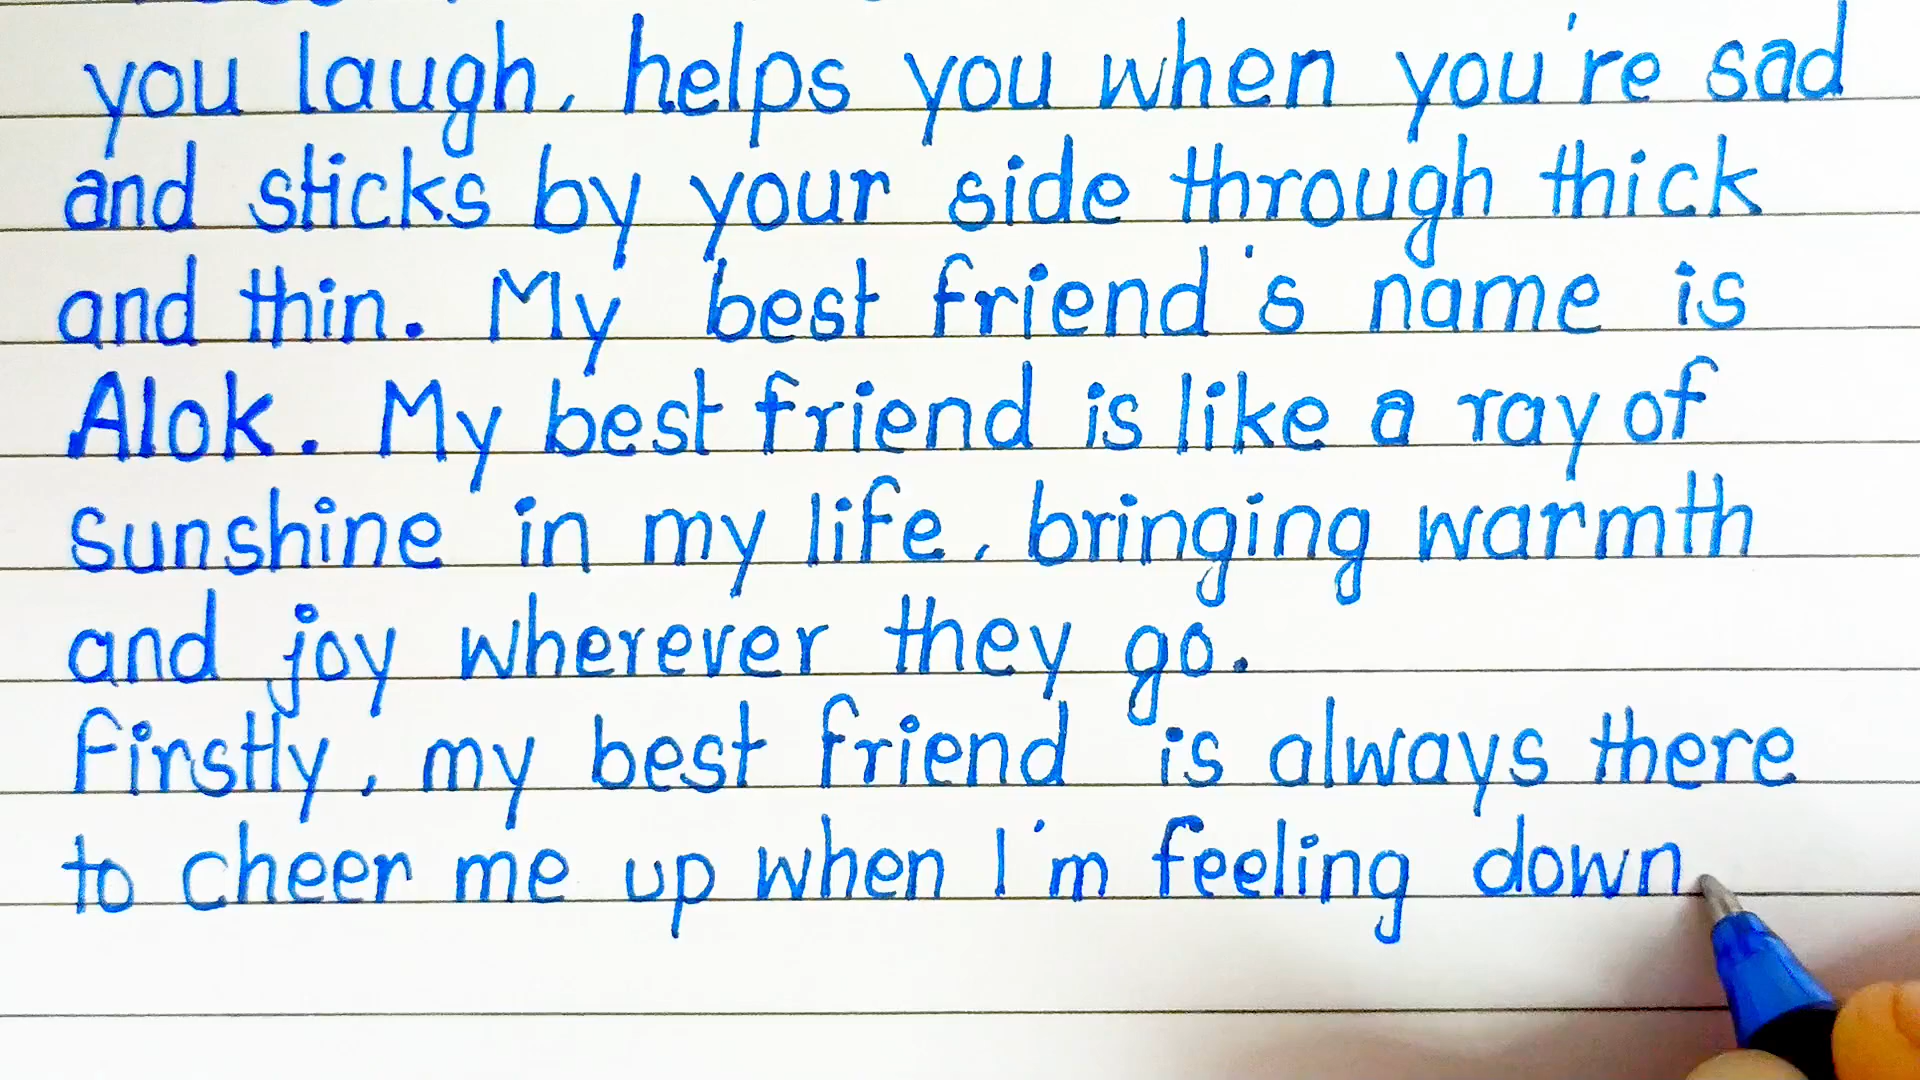 you laugh, helps you when you're sad
and sticks by your side through thick
and thin. My best friend's name is
Alok. My best friend is like a ray of
sunshine in my life, bringing warmth
and joy wherever they go.
Firstly, my best friend is always there
to cheer me up when I'm feeling down